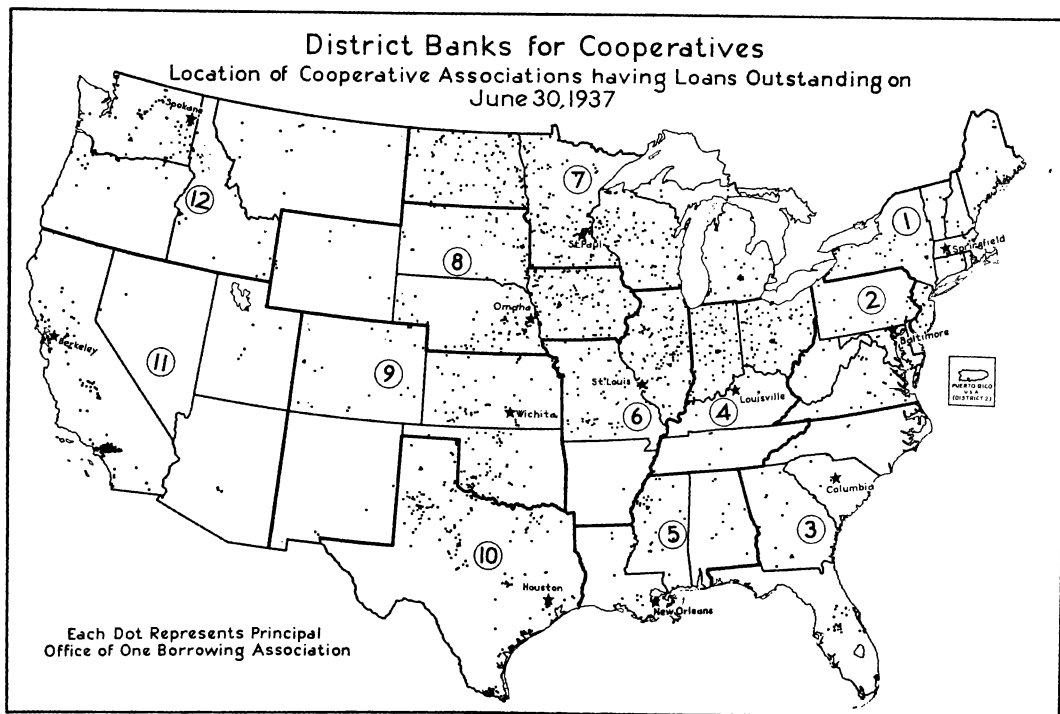 District Banks for Cooperatives
Location of Cooperative Associations having Loans Outstanding on
June 30, 1937
Spokane
12
7
St. Paul
1
Springfield
8
Omaha
2
Baltimore
Berkeley
11
9
St. Louis
Louisville
PUERTO RICO
U S A
(DISTRICT 2)
Wichita
6
4
Columbia
10
5
3
Houston
New Orleans
Each Dot Represents Principal
Office of One Borrowing Association